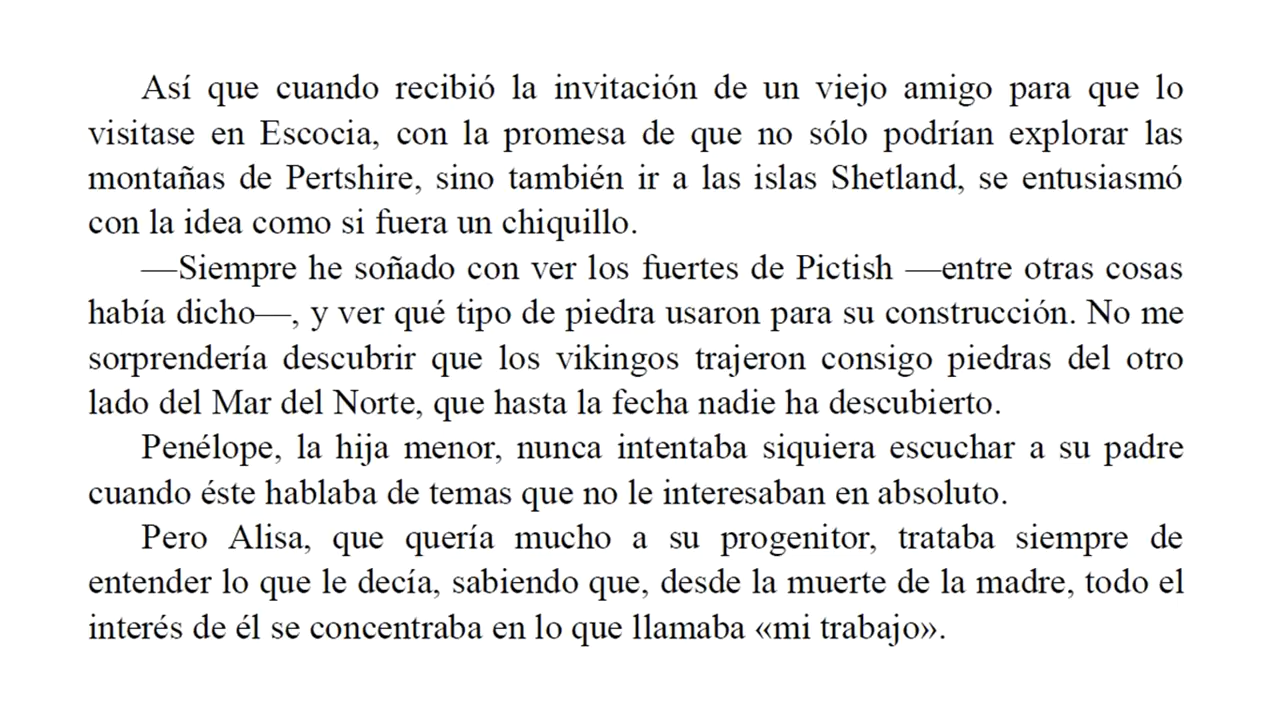 Así que cuando recibió la invitación de un viejo amigo para que lo
visitase en Escocia, con la promesa de que no sólo podrían explorar las
montañas de Pertshire, sino también ir a las islas Shetland, se entusiasmó
con la idea como si fuera un chiquillo.
—Siempre he soñado con ver los fuertes de Pictish —entre otras cosas
había dicho—, y ver qué tipo de piedra usaron para su construcción. No me
sorprendería descubrir que los vikingos trajeron consigo piedras del otro
lado del Mar del Norte, que hasta la fecha nadie ha descubierto.
Penélope, la hija menor, nunca intentaba siquiera escuchar a su padre
cuando éste hablaba de temas que no le interesaban en absoluto.
Pero Alisa, que quería mucho a su progenitor, trataba siempre de
entender lo que le decía, sabiendo que, desde la muerte de la madre, todo el
interés de él se concentraba en lo que llamaba «mi trabajo».